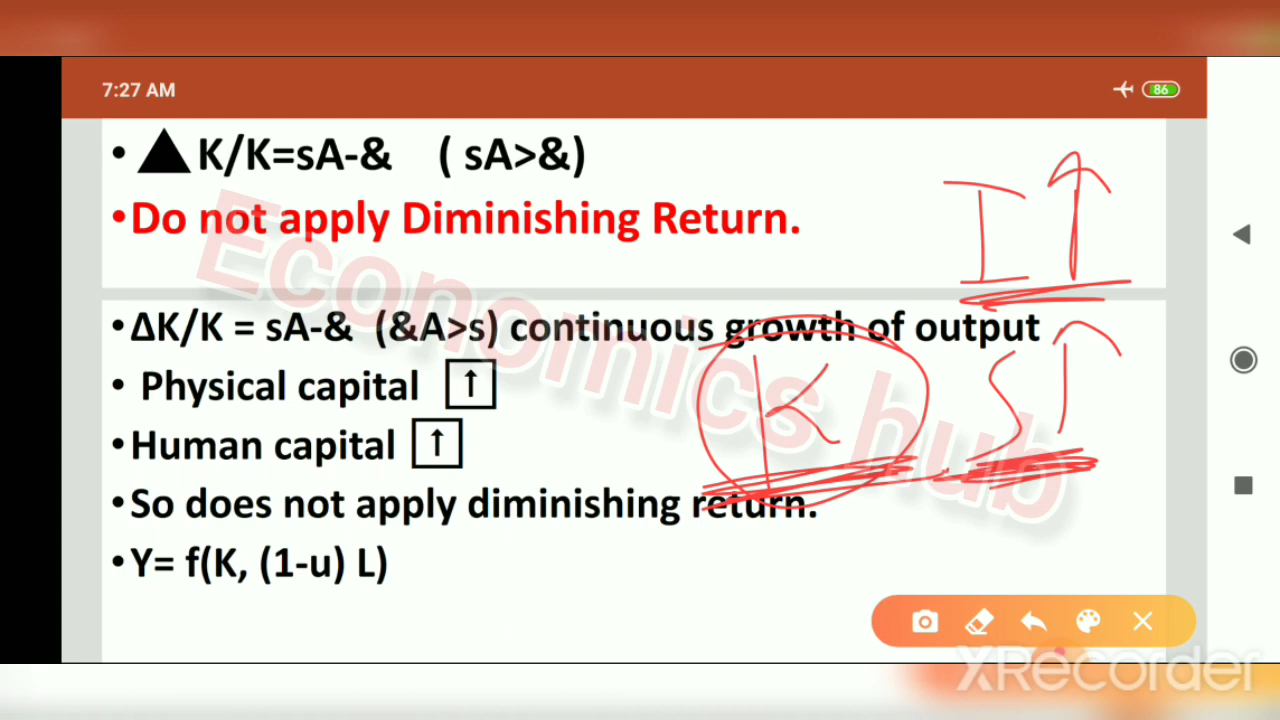 7:27 AM
86
• ▲ K/K=sA-& ( sA>&)
•Do not apply Diminishing Return.
I↑
•ΔK/K = sA-& (&A>s) continuous growth of output
• Physical capital ↑
K S↑
•Human capital ↑
•So does not apply diminishing return.
•Y= f(K, (1-u) L)
Economics hub
XRecorder